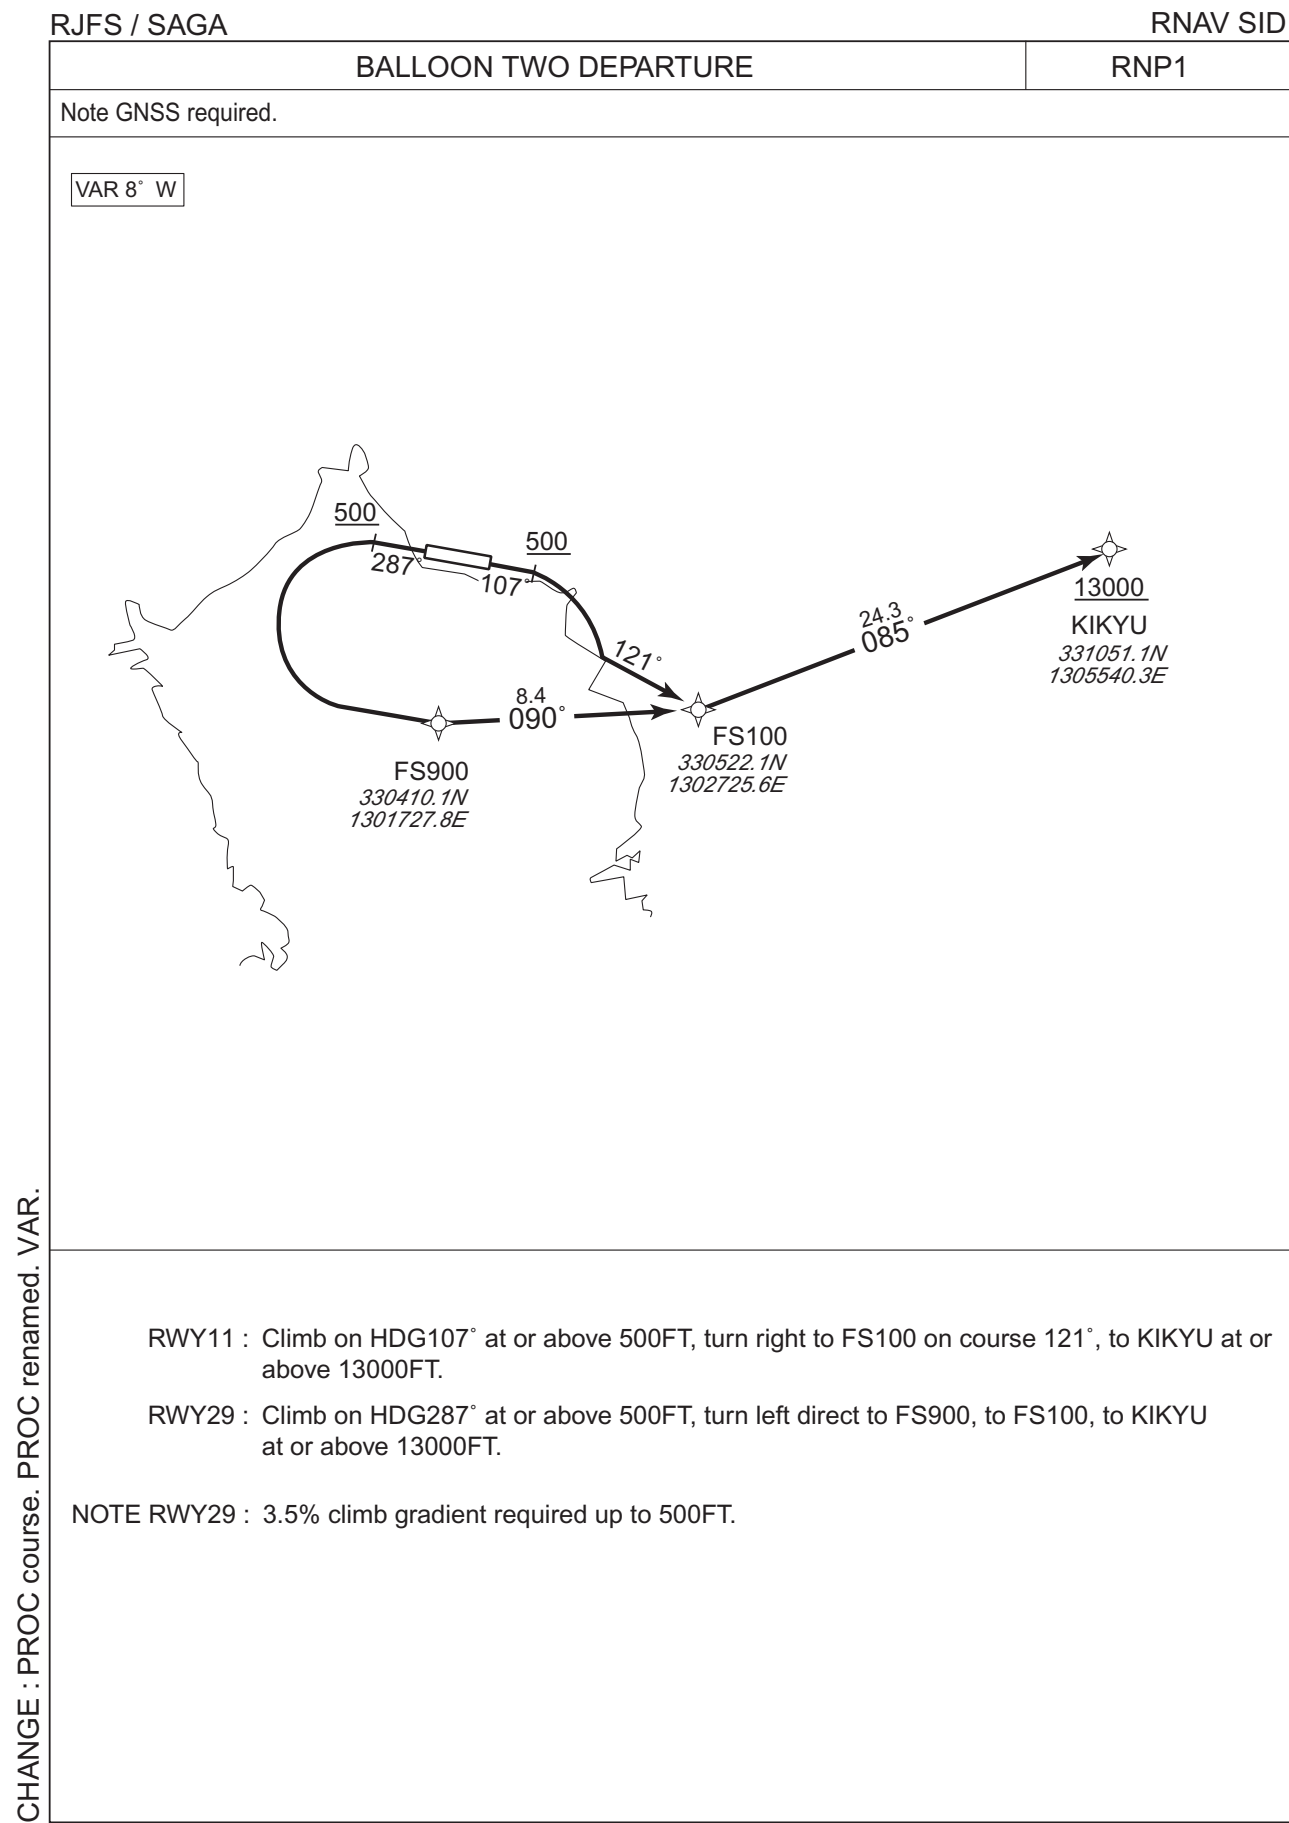 RJFS / SAGA
RNAV SID
BALLOON TWO DEPARTURE
RNP1
Note GNSS required.
VAR 8˚ W
500
287˚
500
107˚
121˚
8.4
090˚
24.3
085˚
13000
KIKYU
331051.1N
1305540.3E
FS100
330522.1N
1302725.6E
FS900
330410.1N
1301727.8E
RWY11 : Climb on HDG107˚ at or above 500FT, turn right to FS100 on course 121˚, to KIKYU at or
above 13000FT.
RWY29 : Climb on HDG287˚ at or above 500FT, turn left direct to FS900, to FS100, to KIKYU
at or above 13000FT.
NOTE RWY29 : 3.5% climb gradient required up to 500FT.
CHANGE : PROC course. PROC renamed. VAR.